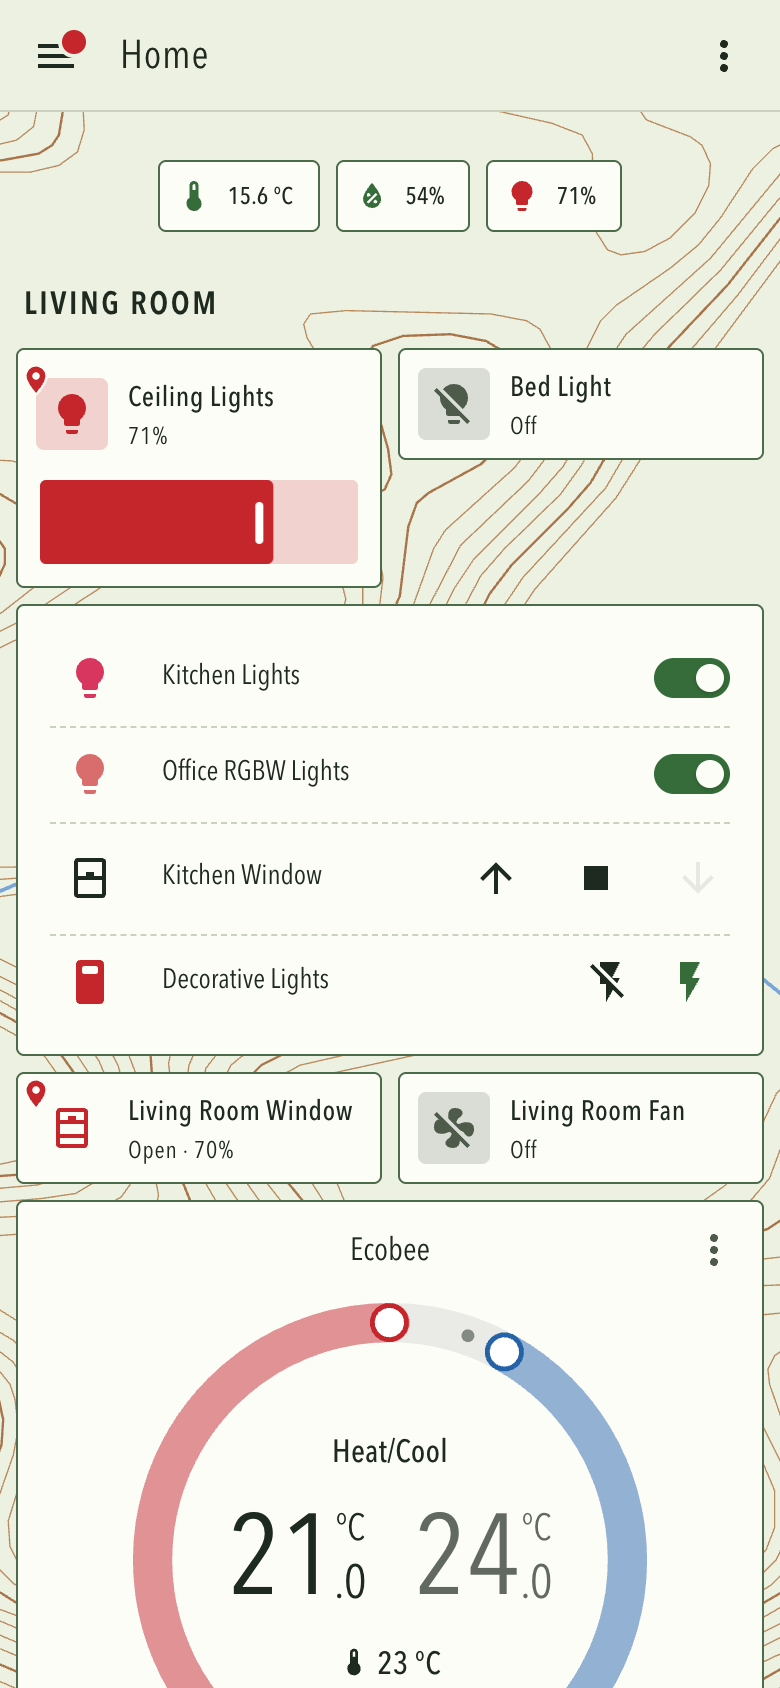 Home
15.6 °C
54%
71%
LIVING ROOM
Ceiling Lights
71%
Bed Light
Off
Kitchen Lights
Office RGBW Lights
Kitchen Window
Decorative Lights
Living Room Window
Open · 70%
Living Room Fan
Off
Ecobee
Heat/Cool
21.0 °C
24.0 °C
23 °C